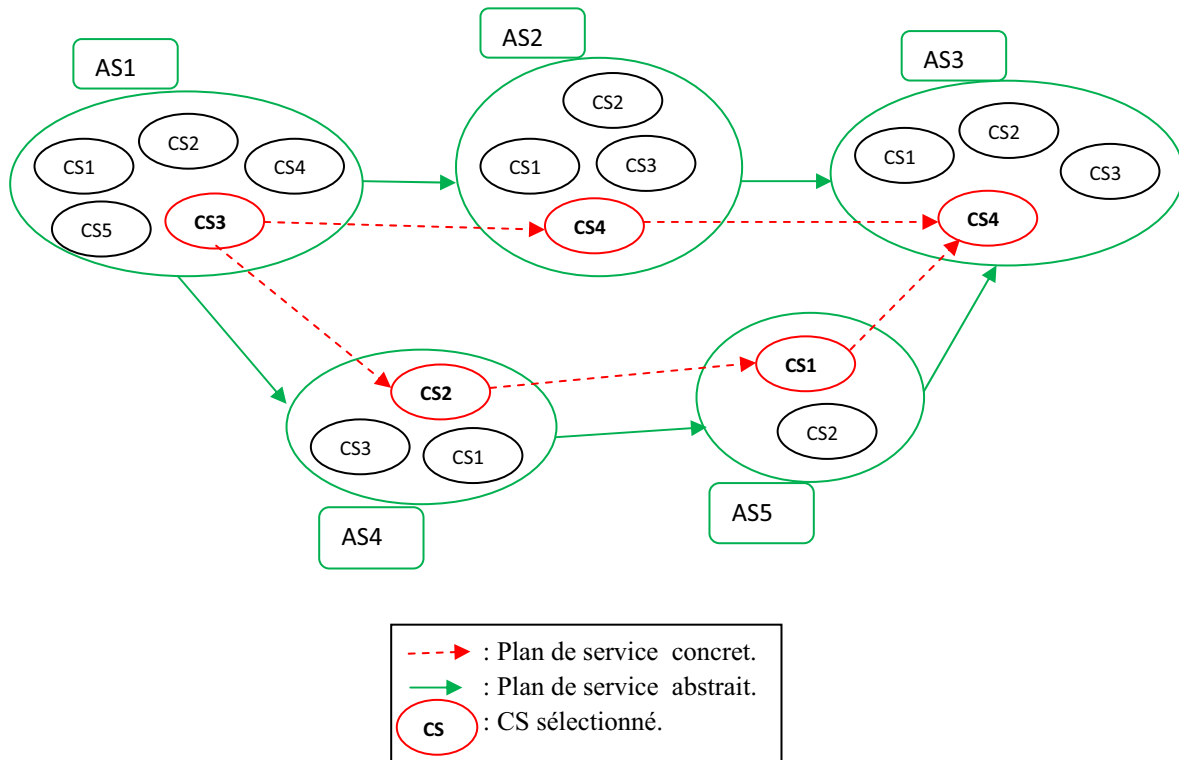 AS1
CS1
CS2
CS4
CS5
CS3
AS2
CS2
CS1
CS3
CS4
AS3
CS1
CS2
CS3
CS4
CS2
CS3
CS1
AS4
CS1
CS2
AS5
: Plan de service concret.
: Plan de service abstrait.
CS : CS sélectionné.